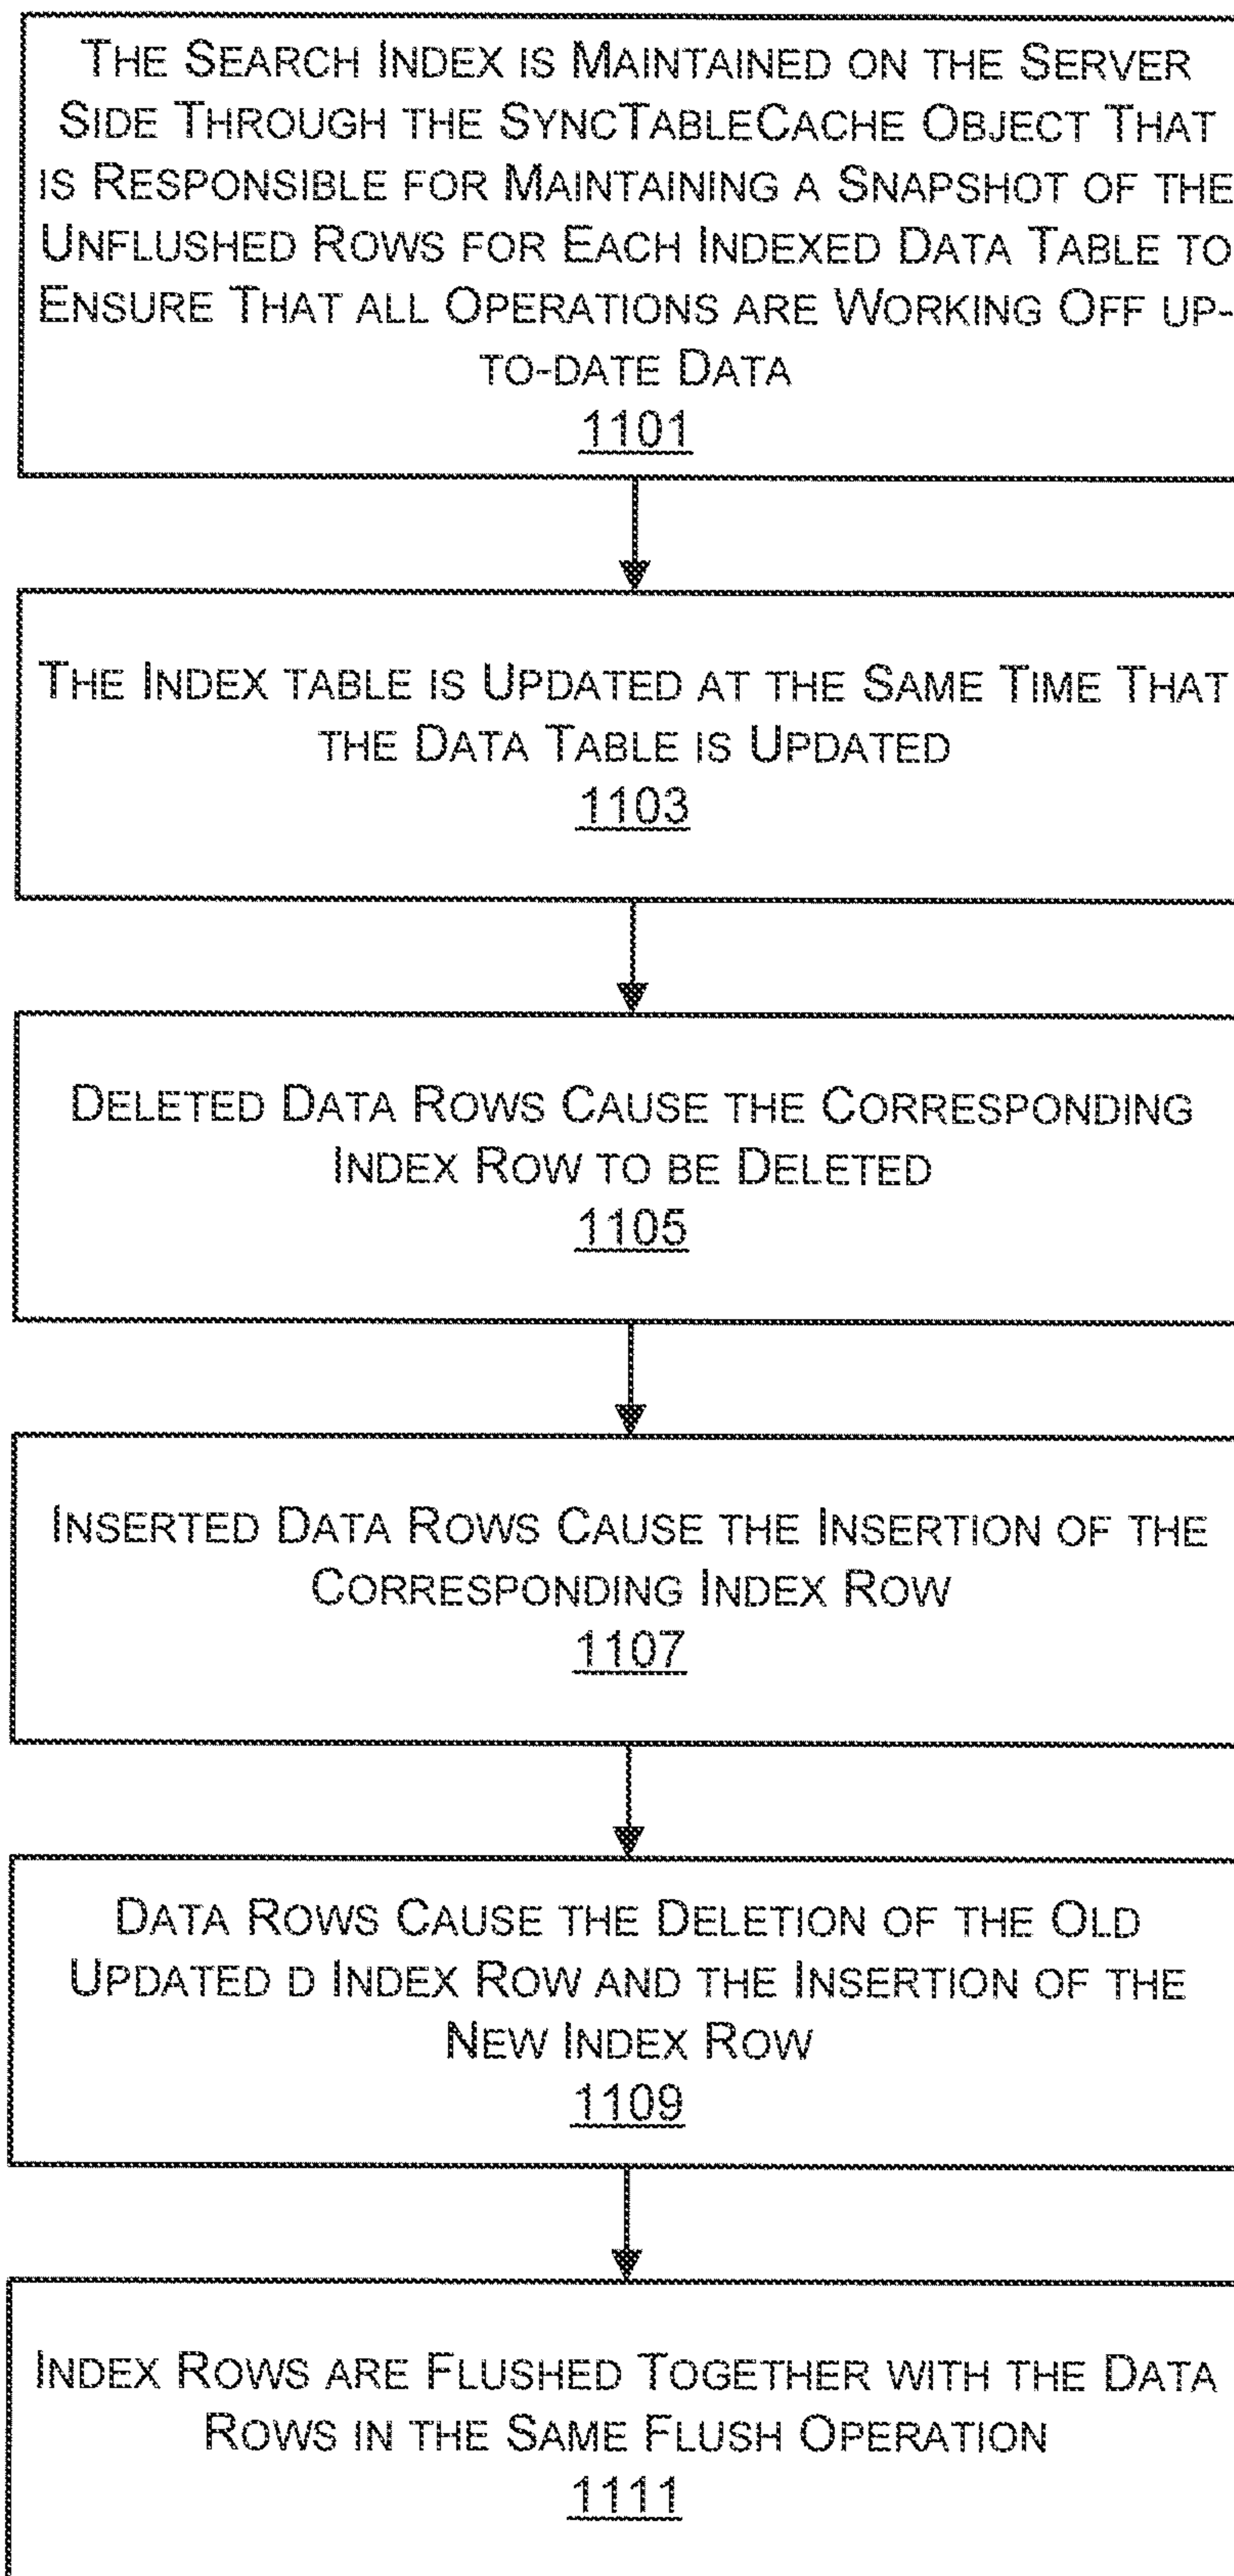 THE SEARCH INDEX IS MAINTAINED ON THE SERVER
SIDE THROUGH THE SYNCTABLECACHE OBJECT THAT
IS RESPONSIBLE FOR MAINTAINING A SNAPSHOT OF THE
UNFLUSHED ROWS FOR EACH INDEXED DATA TABLE TO
ENSURE THAT ALL OPERATIONS ARE WORKING OFF UP-
TO-DATE DATA
1101
THE INDEX TABLE IS UPDATED AT THE SAME TIME THAT
THE DATA TABLE IS UPDATED
1103
DELETED DATA ROWS CAUSE THE CORRESPONDING
INDEX ROW TO BE DELETED
1105
INSERTED DATA ROWS CAUSE THE INSERTION OF THE
CORRESPONDING INDEX ROW
1107
DATA ROWS CAUSE THE DELETION OF THE OLD
UPDATED D INDEX ROW AND THE INSERTION OF THE
NEW INDEX ROW
1109
INDEX ROWS ARE FLUSHED TOGETHER WITH THE DATA
ROWS IN THE SAME FLUSH OPERATION
1111